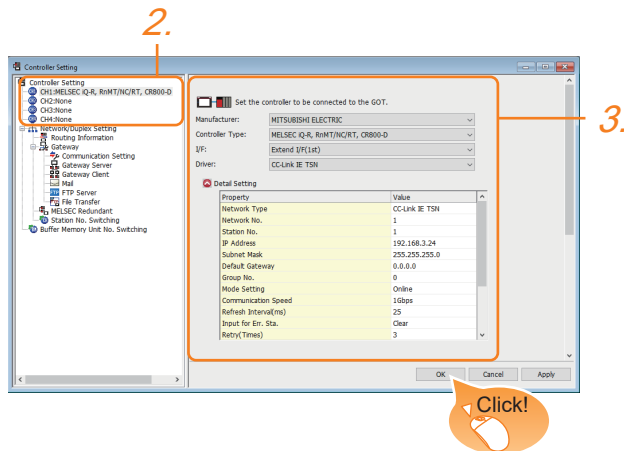 2.
Controller Setting
Controller Setting
CH1:MELSEC iQ-R, RnMT/NC/RT, CR800-D
CH2:None
CH3:None
CH4:None
Network/Duplex Setting
Routing Information
Gateway
Communication Setting
Gateway Server
Gateway Client
Mail
FTP Server
File Transfer
MELSEC Redundant
Station No. Switching
Buffer Memory Unit No. Switching
Set the controller to be connected to the GOT.
Manufacturer: MITSUBISHI ELECTRIC
Controller Type: MELSEC iQ-R, RnMT/NC/RT, CR800-D
I/F: Extend I/F(1st)
Driver: CC-Link IE TSN
Detail Setting
Property Value
Network Type CC-Link IE TSN
Network No. 1
Station No. 1
IP Address 192.168.3.24
Subnet Mask 255.255.255.0
Default Gateway 0.0.0.0
Group No. 0
Mode Setting Online
Communication Speed 1Gbps
Refresh Interval(ms) 25
Input for Err. Sta. Clear
Retry(Times) 3
3.
OK Cancel Apply
Click!